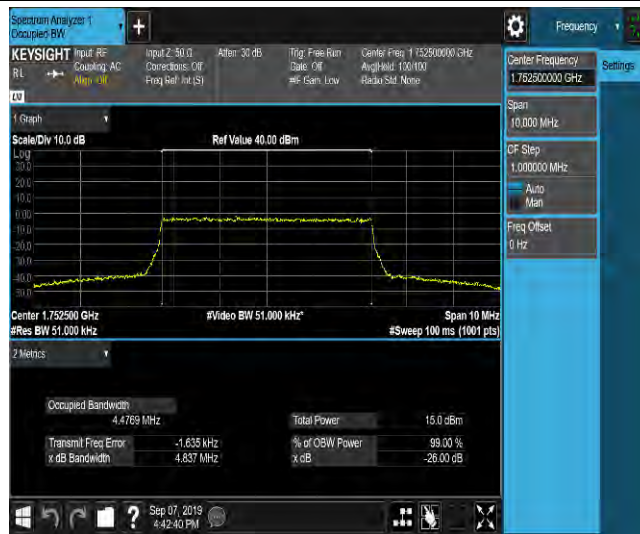 Spectrum Analyzer 1
Occupied BW
Frequency
KEYSIGHT
RL
Input: RF
Coupling: AC
Align: Off
Input Z: 50 Ω
Corrections: Off
Freq Ref: Int (S)
Atten: 30 dB
Trig: Free Run
Gate: Off
#IF Gain: Low
Center Freq: 1.752500000 GHz
Avg|Hold: 100/100
Radio Std: None
Center Frequency
1.752500000 GHz
Settings
Span
10.000 MHz
CF Step
1.000000 MHz
Auto
Man
Freq Offset
0 Hz
1 Graph
Scale/Div 10.0 dB
Ref Value 40.00 dBm
Log
30.0
20.0
10.0
0.00
-10.0
-20.0
-30.0
-40.0
-50.0
Center 1.752500 GHz
#Video BW 51.000 kHz*
Span 10 MHz
#Res BW 51.000 kHz
#Sweep 100 ms (1001 pts)
2 Metrics
Occupied Bandwidth
4.4769 MHz
Total Power
15.0 dBm
Transmit Freq Error
-1.635 kHz
% of OBW Power
99.00 %
x dB Bandwidth
4.837 MHz
x dB
-26.00 dB
?
Sep 07, 2019
4:42:40 PM